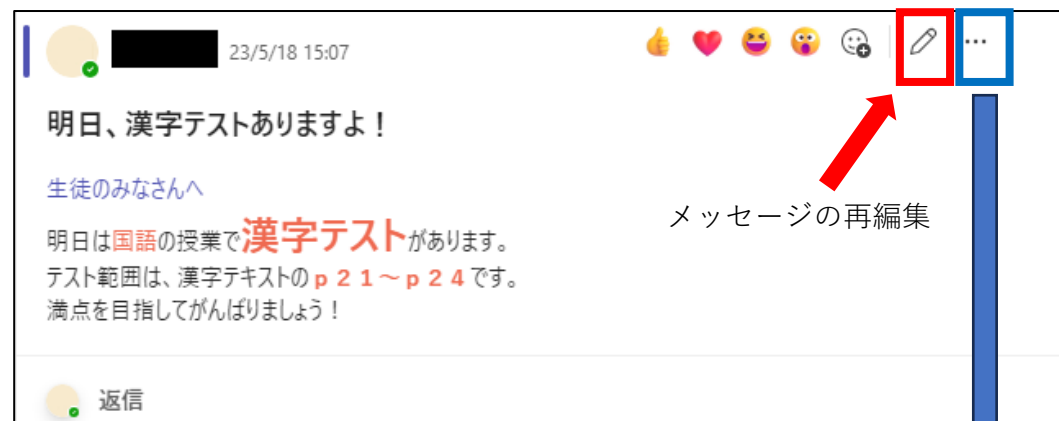 23/5/18 15:07
明日、漢字テストありますよ！
生徒のみなさんへ
明日は国語の授業で漢字テストがあります。
テスト範囲は、漢字テキストのｐ２１～ｐ２４です。
満点を目指してがんばりましょう！
メッセージの再編集
返信